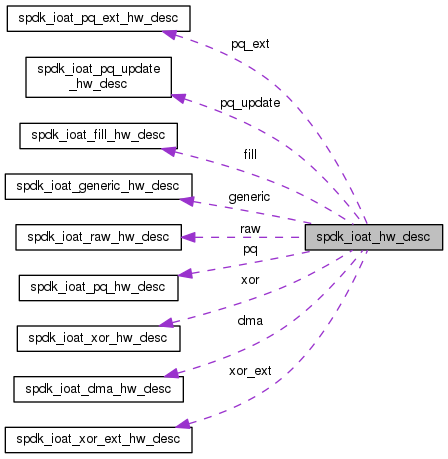 spdk_ioat_pq_ext_hw_desc
pq_ext
spdk_ioat_pq_update
_hw_desc
pq_update
spdk_ioat_fill_hw_desc
fill
spdk_ioat_generic_hw_desc
generic
spdk_ioat_raw_hw_desc
raw
spdk_ioat_hw_desc
pq
spdk_ioat_pq_hw_desc
xor
spdk_ioat_xor_hw_desc
dma
spdk_ioat_dma_hw_desc
xor_ext
spdk_ioat_xor_ext_hw_desc